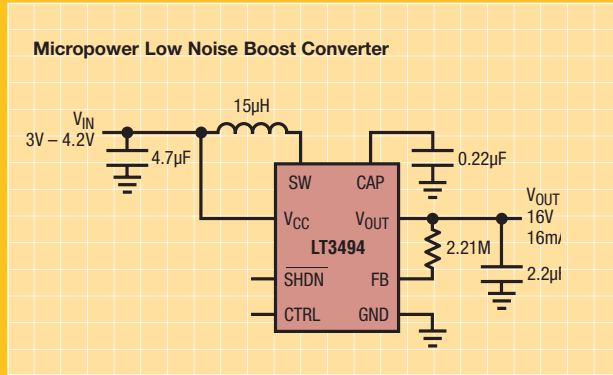 Micropower Low Noise Boost Converter
15µH
VIN
3V – 4.2V
4.7µF
0.22µF
SW
CAP
VCC
VOUT
LT3494
SHDN
FB
CTRL
GND
2.21M
VOUT
16V